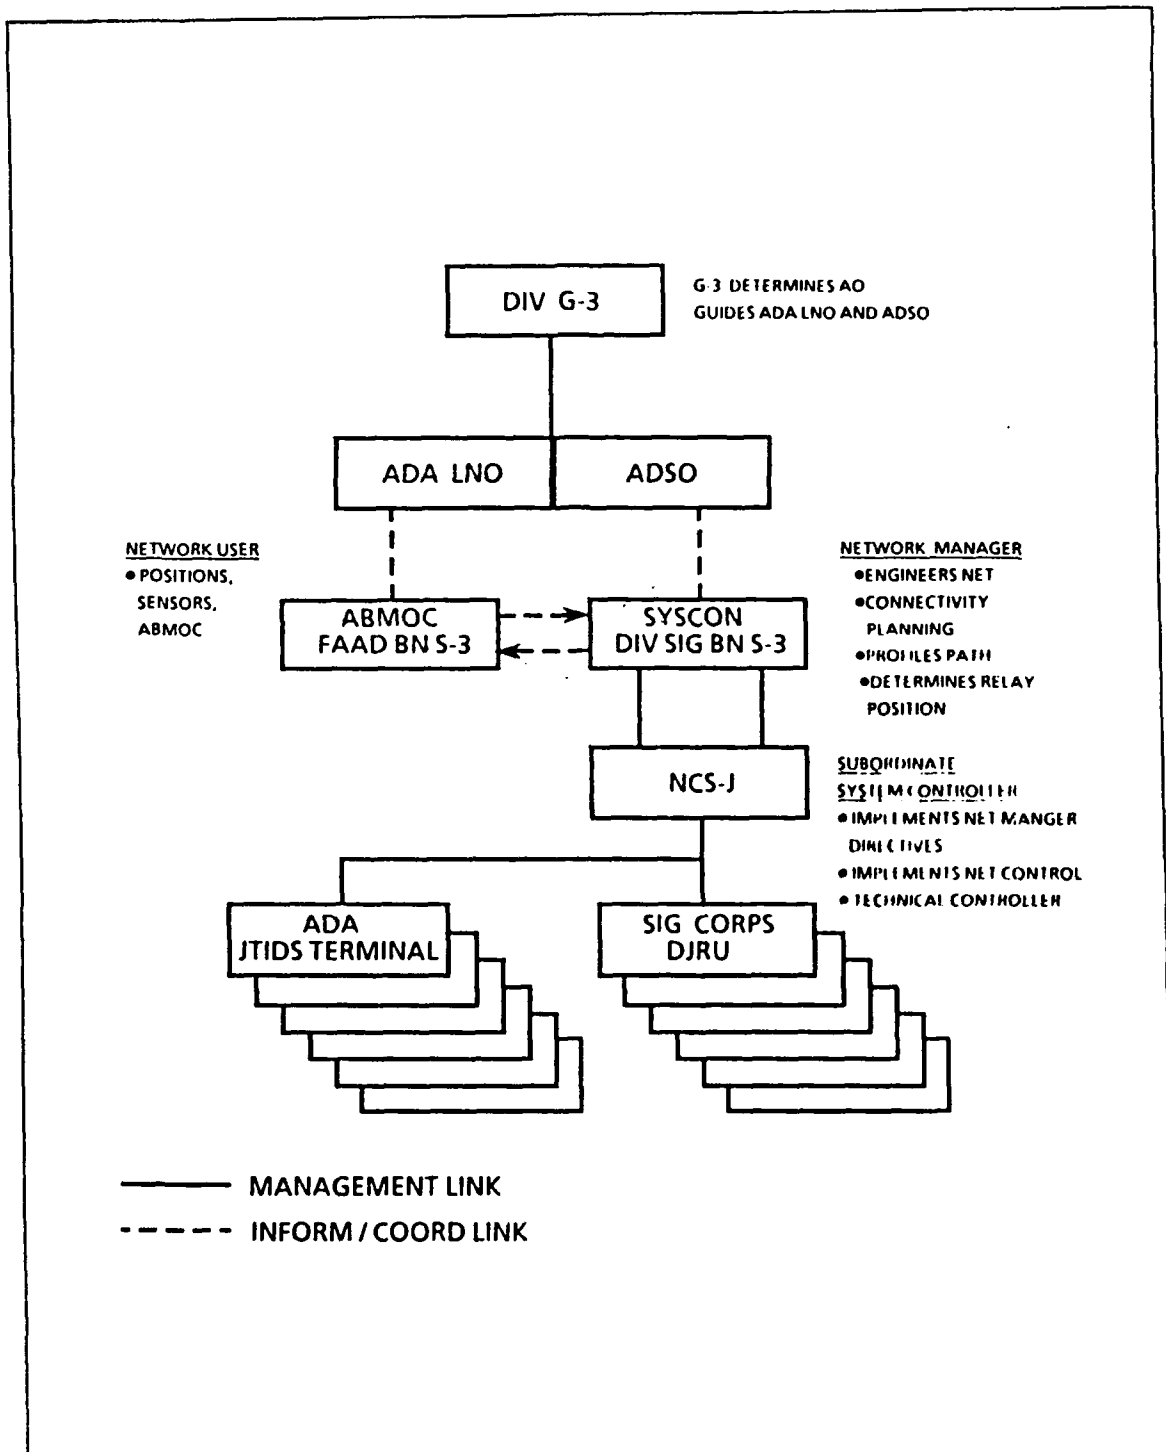 DIV G-3
G-3 DETERMINES AO
GUIDES ADA LNO AND ADSO
ADA LNO
ADSO
NETWORK USER
● POSITIONS,
SENSORS,
ABMOC
ABMOC
FAAD BN S-3
SYSCON
DIV SIG BN S-3
NETWORK MANAGER
●ENGINEERS NET
●CONNECTIVITY
PLANNING
●PROFILES PATH
●DETERMINES RELAY
POSITION
NCS-J
SUBORDINATE
SYSTEM CONTROLLER
● IMPLEMENTS NET MANGER
DIRECTIVES
● IMPLEMENTS NET CONTROL
● TECHNICAL CONTROLLER
ADA
JTIDS TERMINAL
SIG CORPS
DJRU
MANAGEMENT LINK
INFORM / COORD LINK